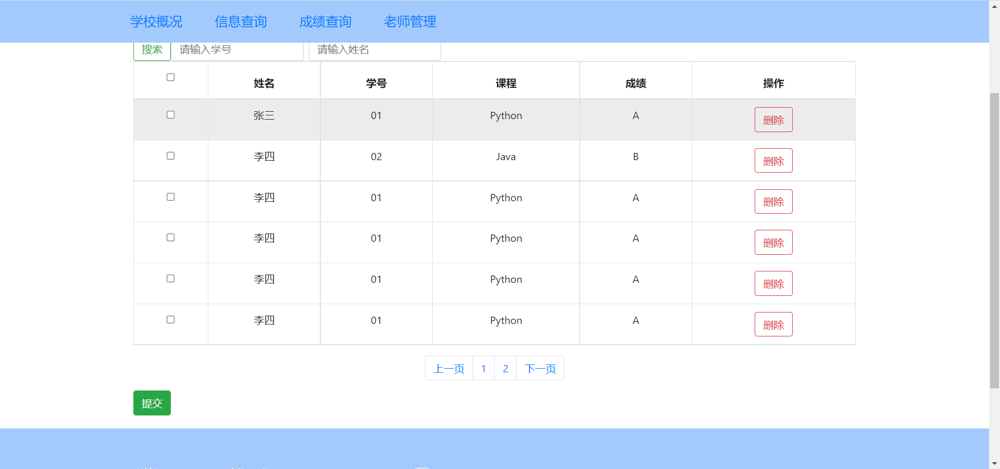 学校概况 信息查询 成绩查询 老师管理
搜索 请输入学号 请输入姓名
姓名 学号 课程 成绩 操作
张三 01 Python A 删除
李四 02 Java B 删除
李四 01 Python A 删除
李四 01 Python A 删除
李四 01 Python A 删除
李四 01 Python A 删除
上一页 1 2 下一页
提交